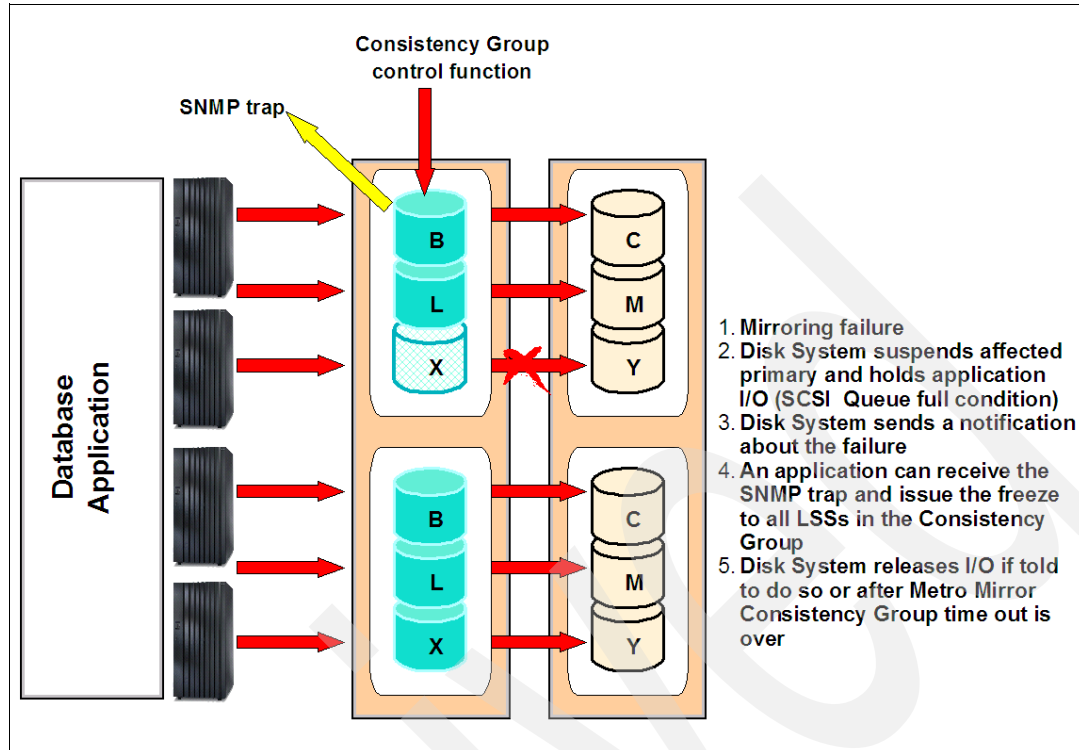 Consistency Group
control function
SNMP trap
Database
Application
B
L
X
C
M
Y
B
L
X
C
M
Y
1. Mirroring failure
2. Disk System suspends affected
primary and holds application
I/O (SCSI Queue full condition)
3. Disk System sends a notification
about the failure
4. An application can receive the
SNMP trap and issue the freeze
to all LSSs in the Consistency
Group
5. Disk System releases I/O if told
to do so or after Metro Mirror
Consistency Group time out is
over